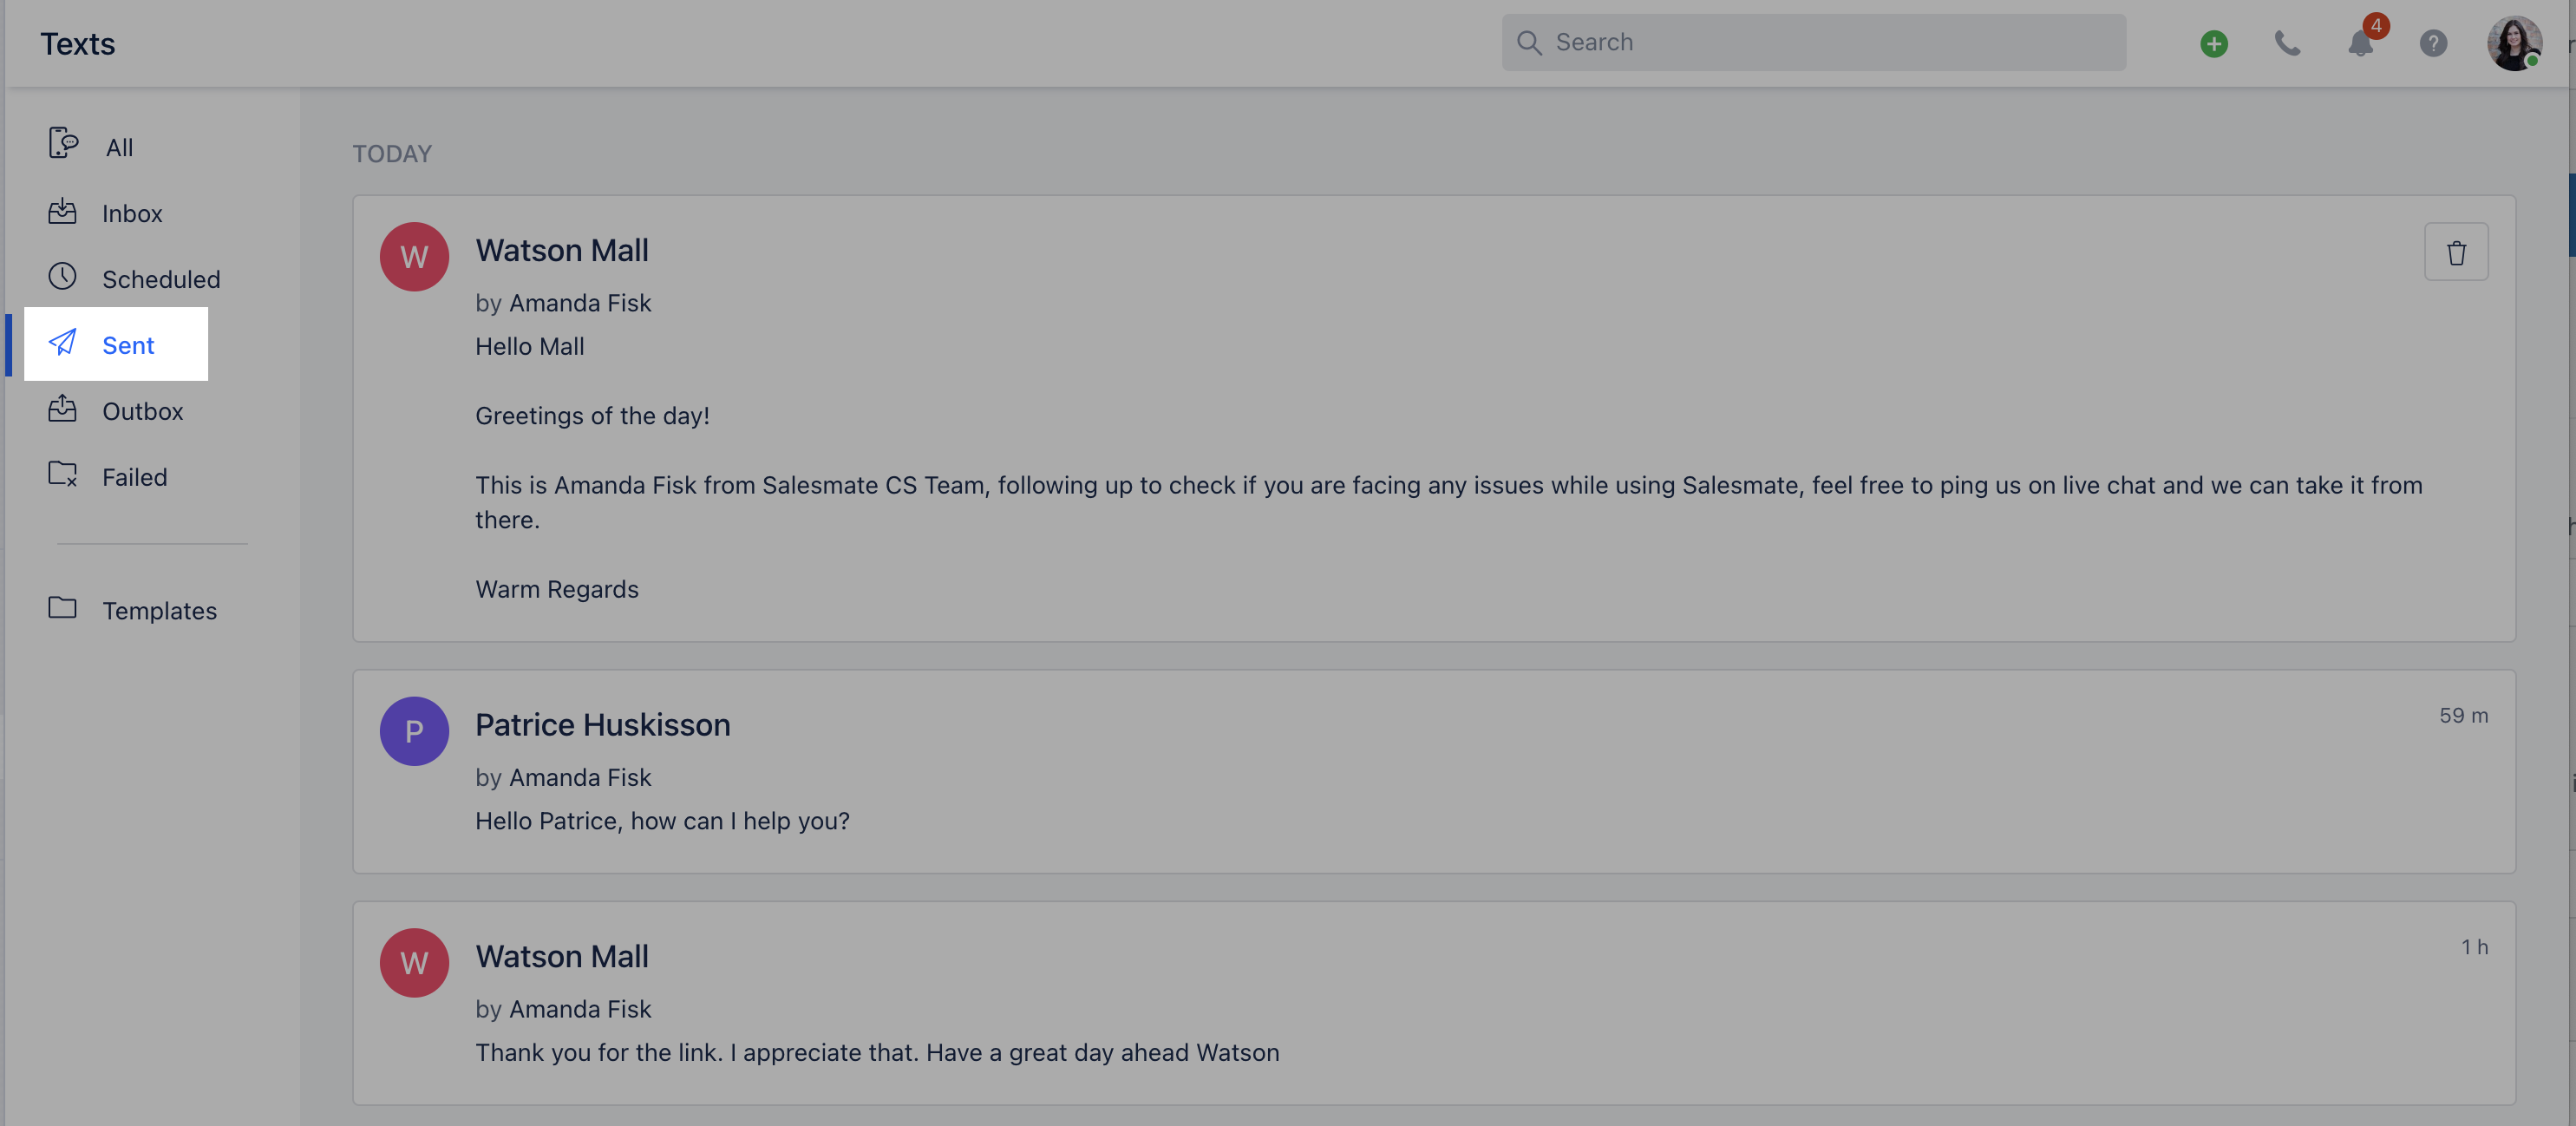 Texts
Search
4
All
Inbox
Scheduled
Sent
Outbox
Failed
Templates
TODAY
W
Watson Mall
by Amanda Fisk
Hello Mall
Greetings of the day!
This is Amanda Fisk from Salesmate CS Team, following up to check if you are facing any issues while using Salesmate, feel free to ping us on live chat and we can take it from
there.
Warm Regards
P
Patrice Huskisson
59 m
by Amanda Fisk
Hello Patrice, how can I help you?
W
Watson Mall
1 h
by Amanda Fisk
Thank you for the link. I appreciate that. Have a great day ahead Watson